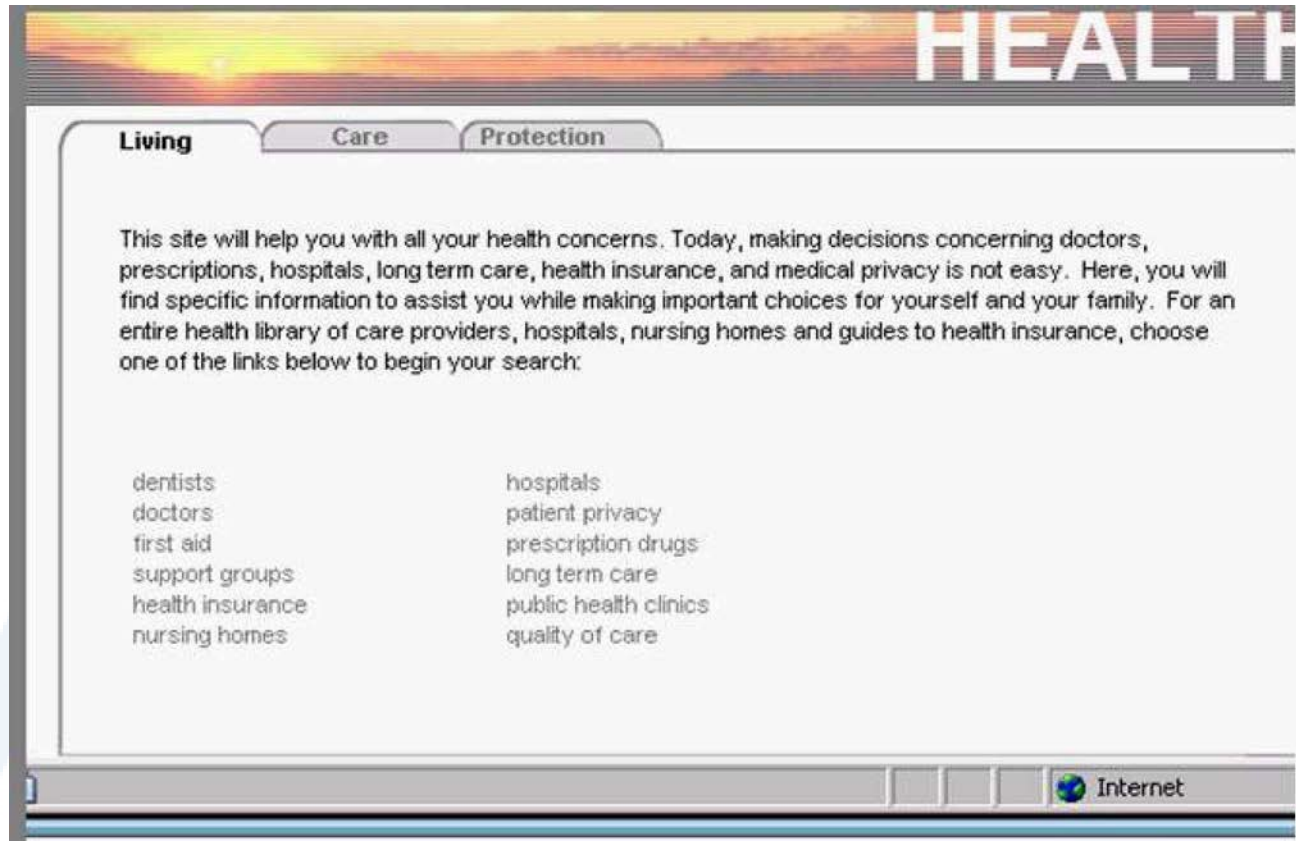 HEALTH
Living Care Protection
This site will help you with all your health concerns. Today, making decisions concerning doctors,
prescriptions, hospitals, long term care, health insurance, and medical privacy is not easy. Here, you will
find specific information to assist you while making important choices for yourself and your family. For an
entire health library of care providers, hospitals, nursing homes and guides to health insurance, choose
one of the links below to begin your search:
dentists
doctors
first aid
support groups
health insurance
nursing homes
hospitals
patient privacy
prescription drugs
long term care
public health clinics
quality of care
Internet